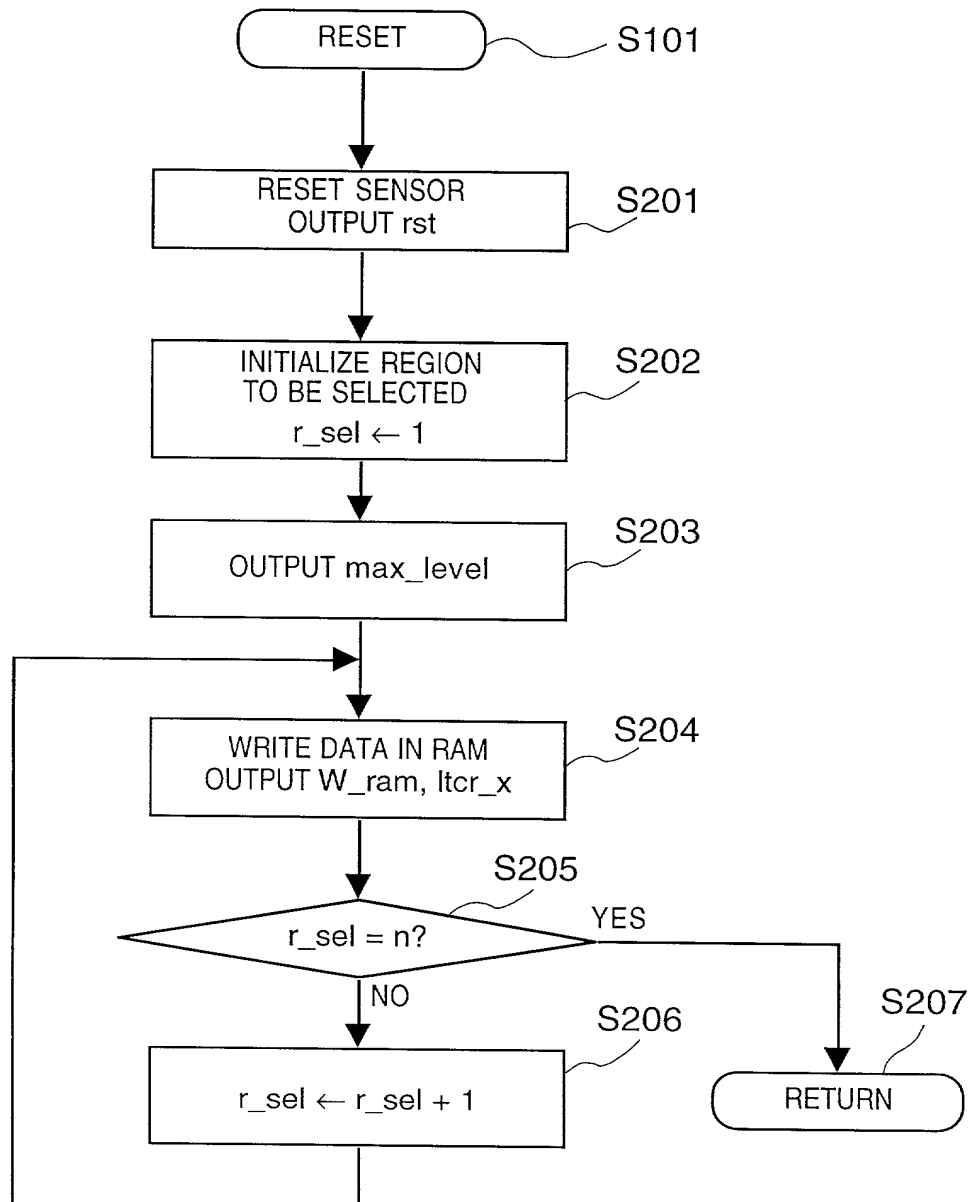 RESET
S101
RESET SENSOR
OUTPUT rst
S201
INITIALIZE REGION
TO BE SELECTED
r_sel ← 1
S202
OUTPUT max_level
S203
WRITE DATA IN RAM
OUTPUT W_ram, ltcr_x
S204
r_sel = n?
S205
YES
NO
r_sel ← r_sel + 1
S206
RETURN
S207